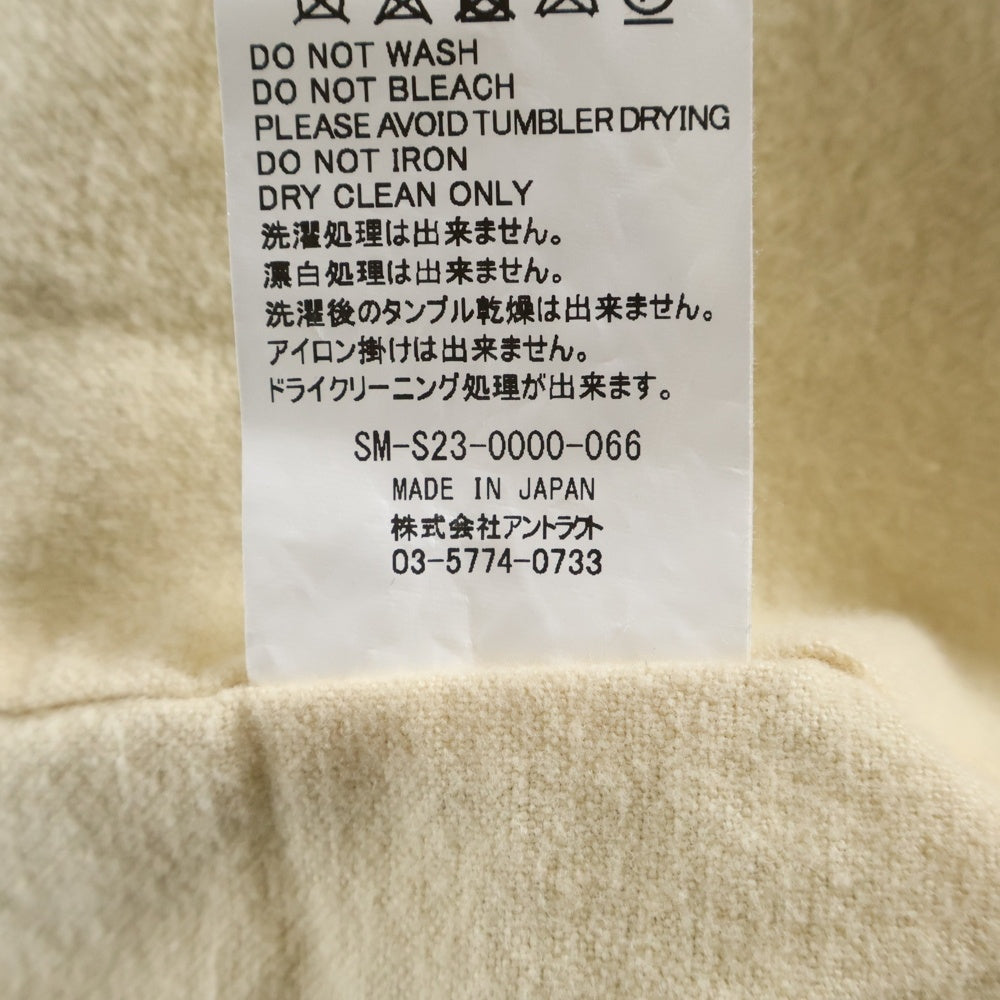 DO NOT WASH
DO NOT BLEACH
PLEASE AVOID TUMBLER DRYING
DO NOT IRON
DRY CLEAN ONLY
洗濯処理は出来ません。
漂白処理は出来ません。
洗濯後のタンブル乾燥は出来ません。
アイロン掛けは出来ません。
ドライクリーニング処理が出来ます。
SM-S23-0000-066
MADE IN JAPAN
株式会社アントラクト
03-5774-0733